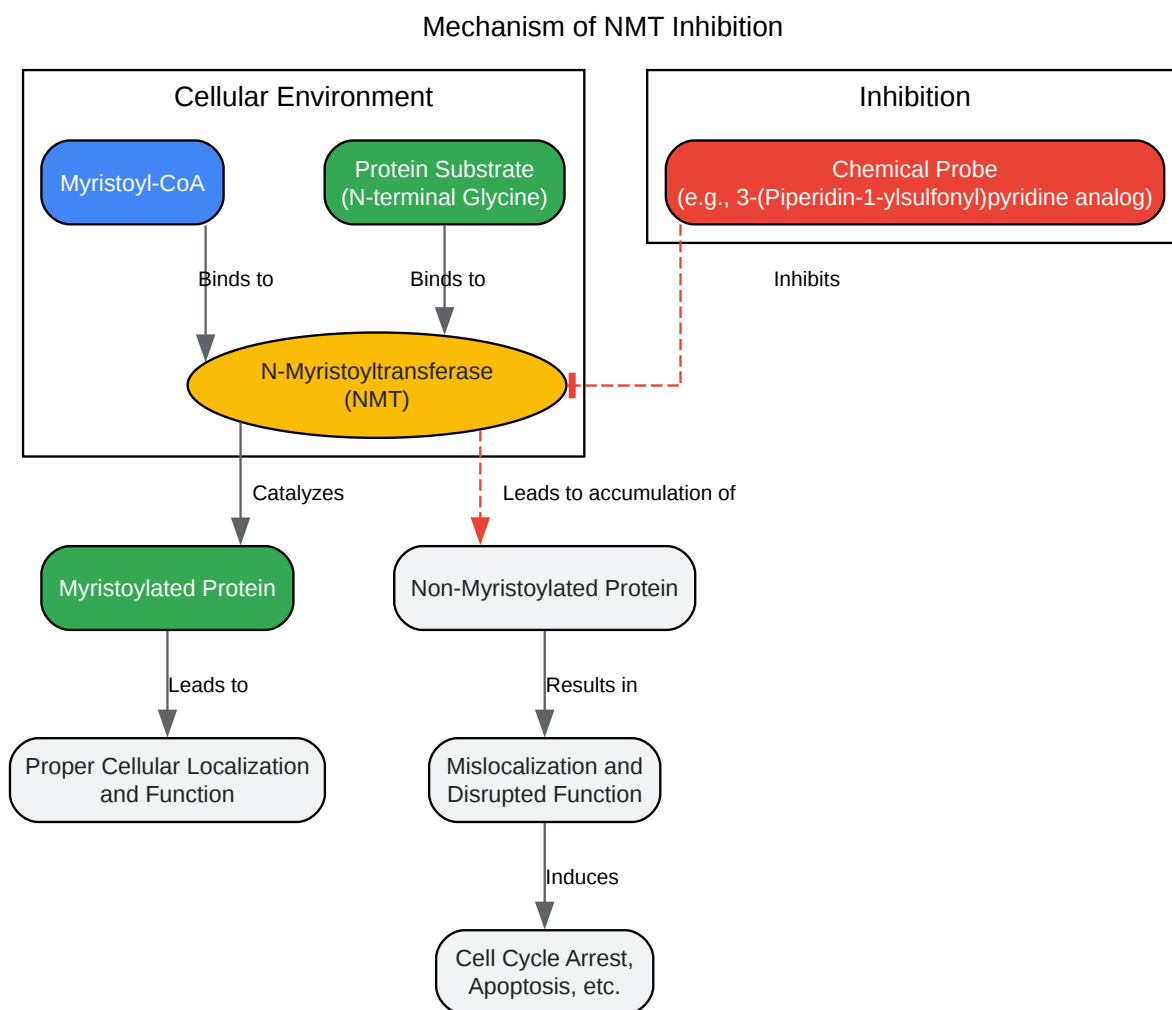 Mechanism of NMT Inhibition
Cellular Environment
Inhibition
Myristoyl-CoA
Protein Substrate
(N-terminal Glycine)
Chemical Probe
(e.g., 3-(Piperidin-1-ylsulfonyl)pyridine analog)
Binds to
Binds to
Inhibits
N-Myristoyltransferase
(NMT)
Catalyzes
Leads to accumulation of
Myristoylated Protein
Non-Myristoylated Protein
Leads to
Results in
Proper Cellular Localization
and Function
Mislocalization and
Disrupted Function
Induces
Cell Cycle Arrest,
Apoptosis, etc.